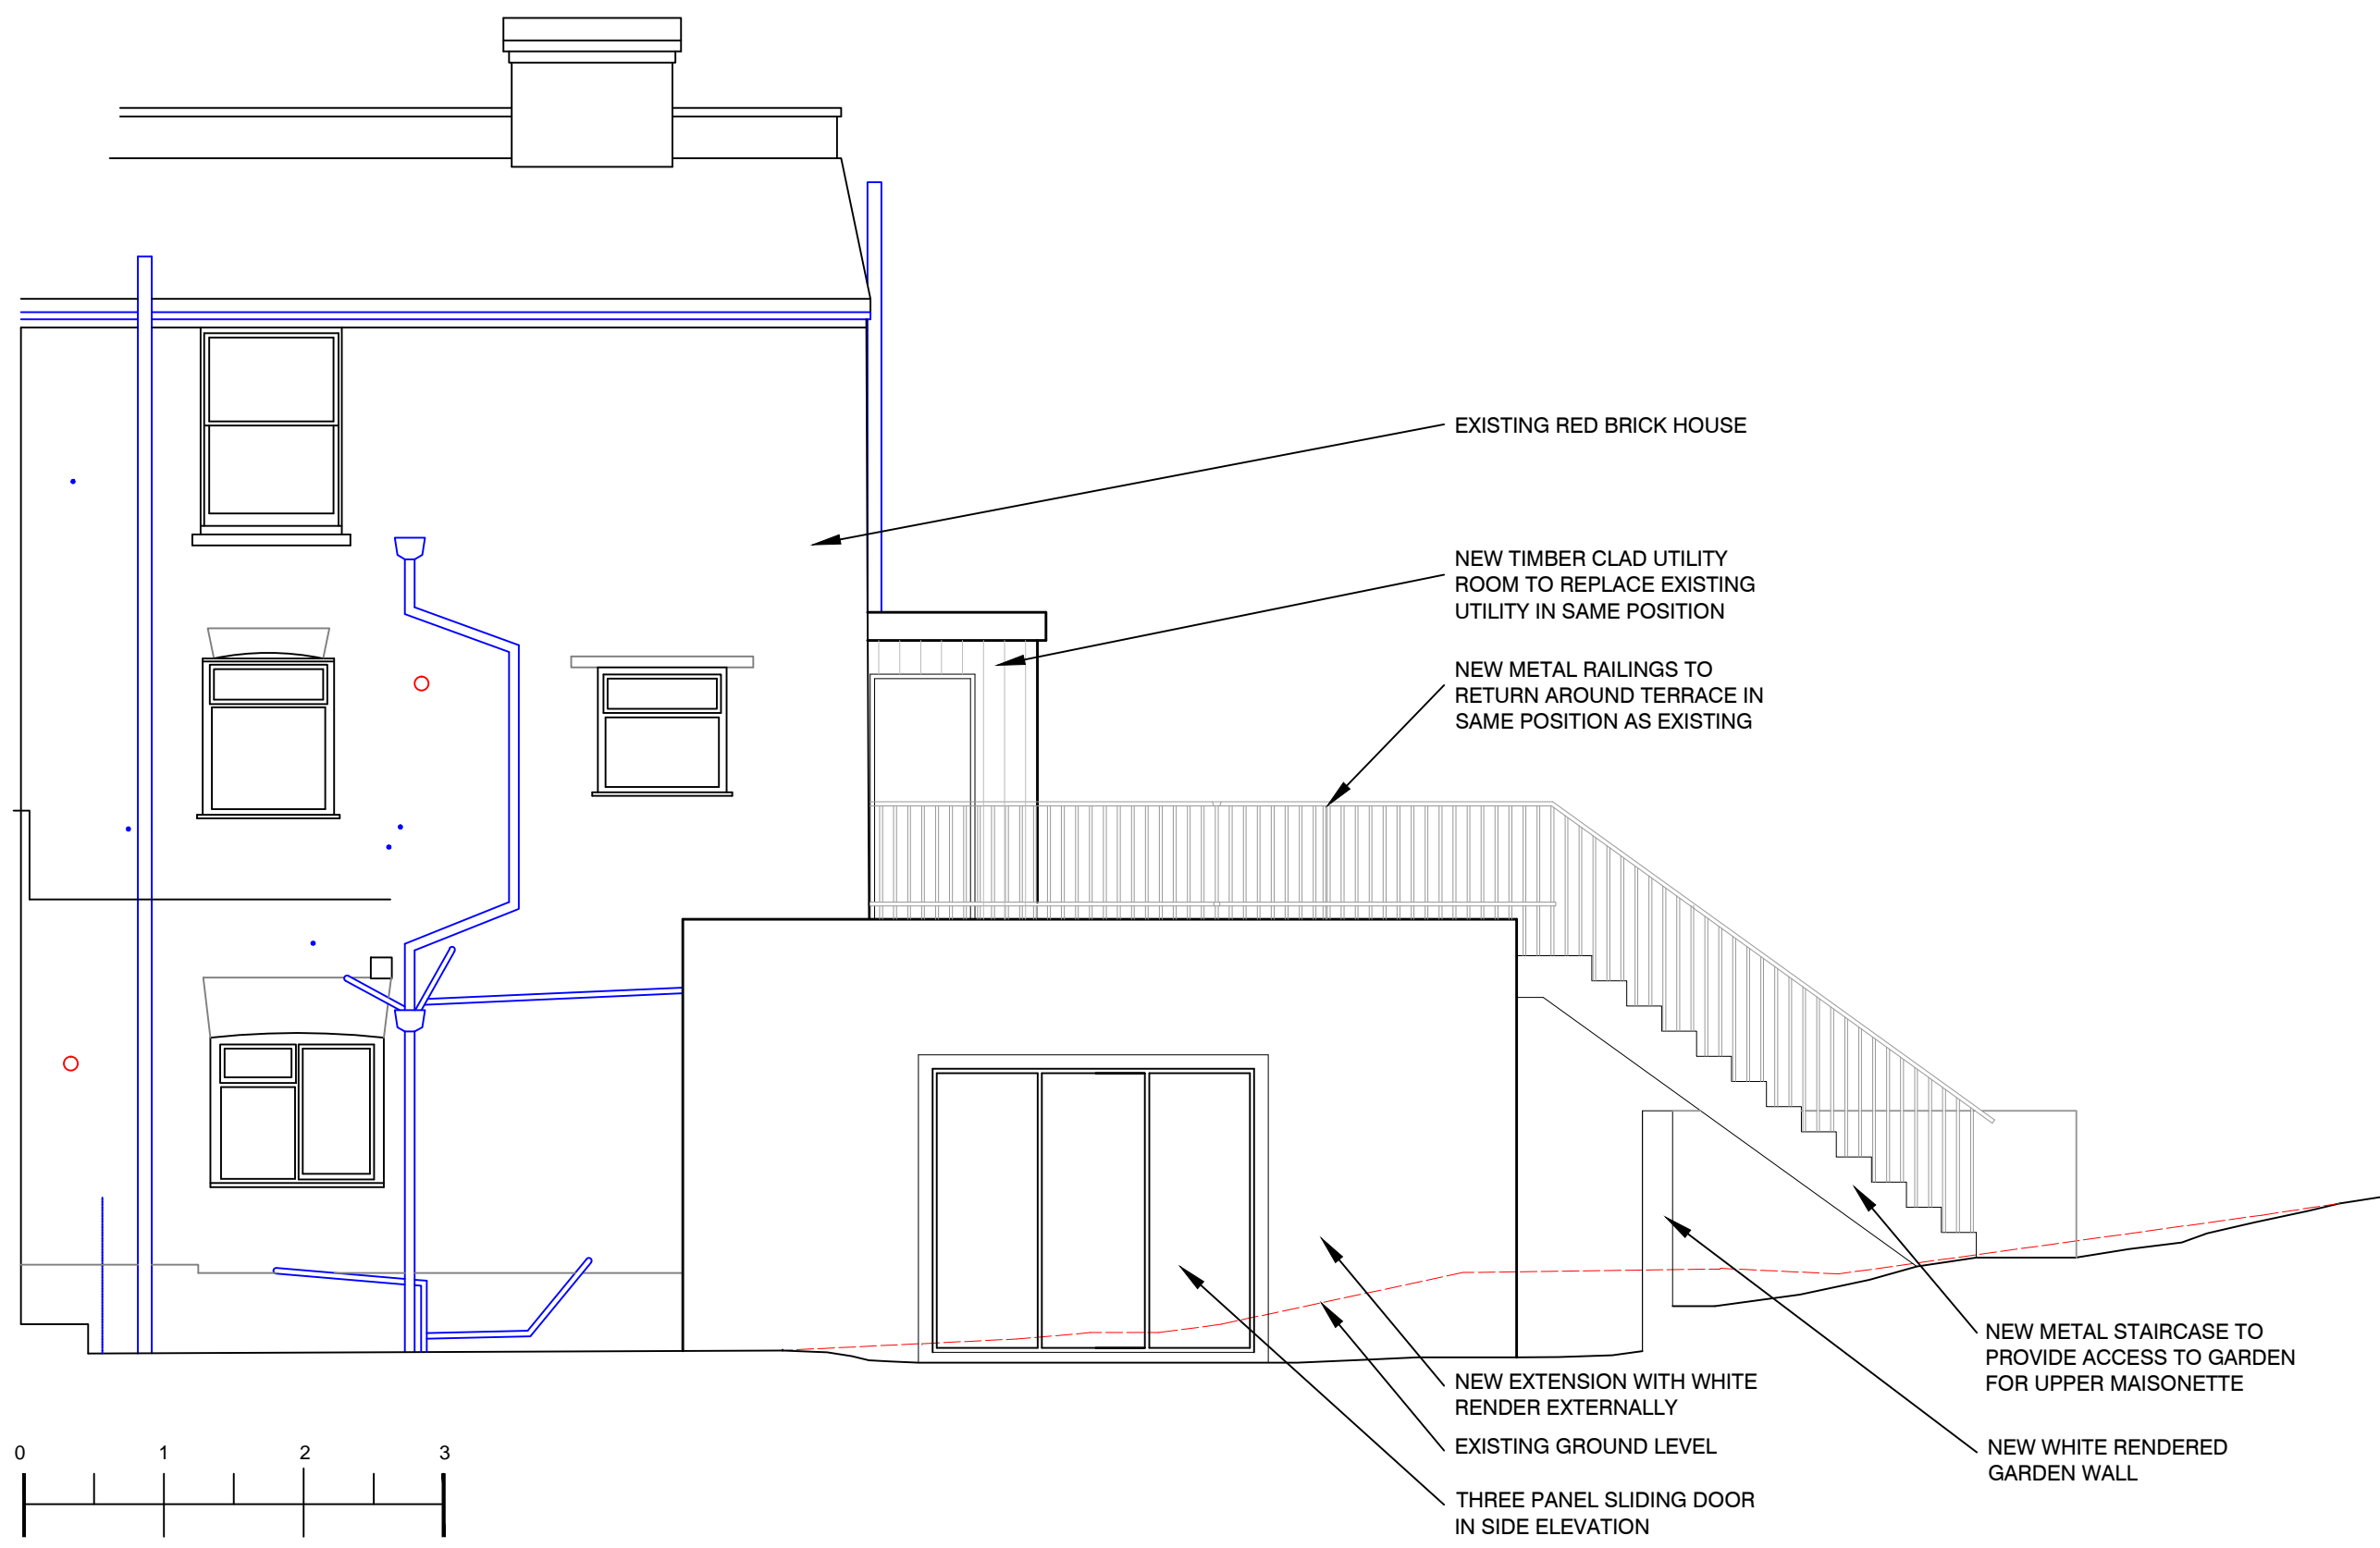 EXISTING RED BRICK HOUSE
NEW TIMBER CLAD UTILITY
ROOM TO REPLACE EXISTING
UTILITY IN SAME POSITION
NEW METAL RAILINGS TO
RETURN AROUND TERRACE IN
SAME POSITION AS EXISTING
NEW METAL STAIRCASE TO
PROVIDE ACCESS TO GARDEN
FOR UPPER MAISONETTE
NEW EXTENSION WITH WHITE
RENDER EXTERNALLY
EXISTING GROUND LEVEL
NEW WHITE RENDERED
GARDEN WALL
THREE PANEL SLIDING DOOR
IN SIDE ELEVATION
0 1 2 3